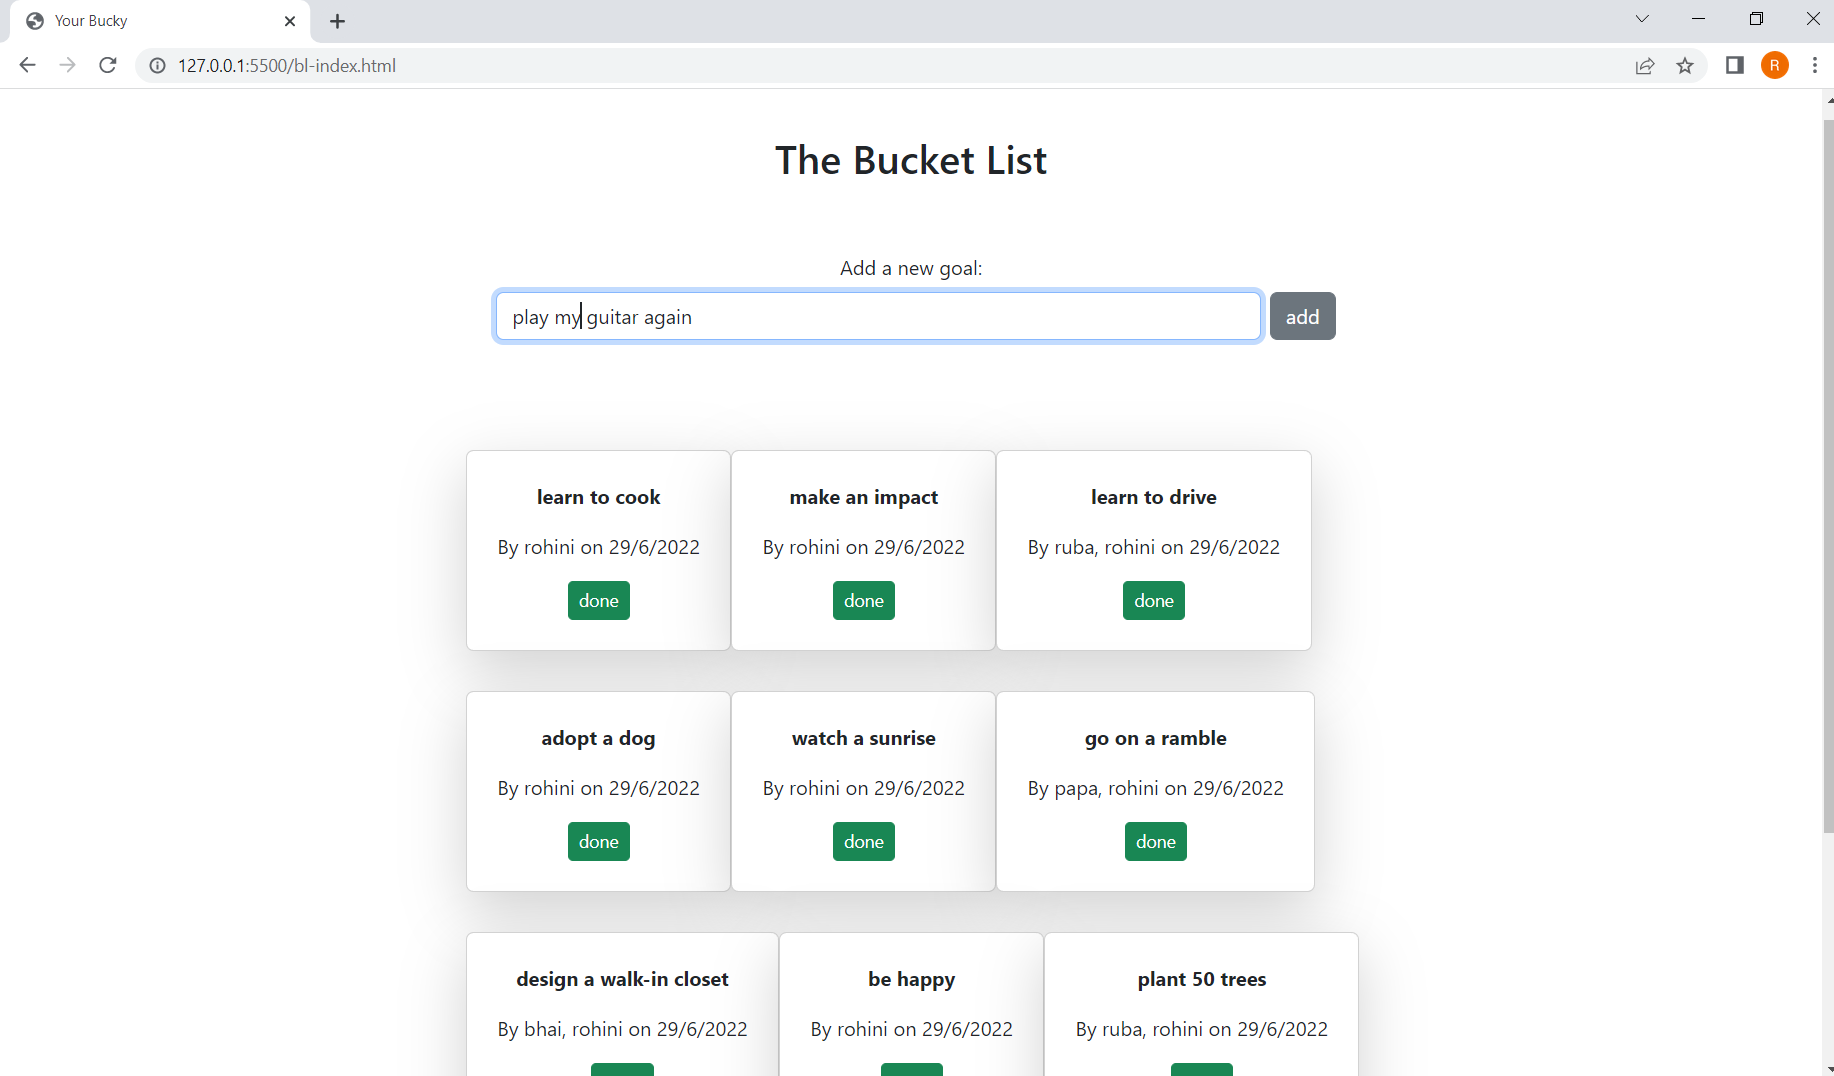 Your Bucky
127.0.0.1:5500/bl-index.html
R
The Bucket List
Add a new goal:
play my guitar again
add
learn to cook
By rohini on 29/6/2022
done
make an impact
By rohini on 29/6/2022
done
learn to drive
By ruba, rohini on 29/6/2022
done
adopt a dog
By rohini on 29/6/2022
done
watch a sunrise
By rohini on 29/6/2022
done
go on a ramble
By papa, rohini on 29/6/2022
done
design a walk-in closet
By bhai, rohini on 29/6/2022
be happy
By rohini on 29/6/2022
plant 50 trees
By ruba, rohini on 29/6/2022